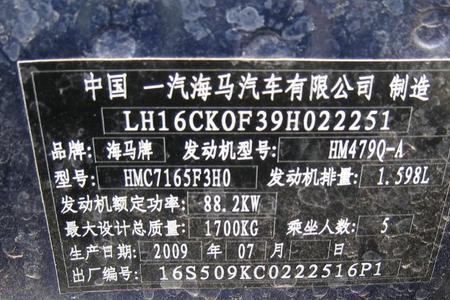 中国 一汽海马汽车有限公司 制造
LH16CK0F39H022251
品牌: 海马牌 发动机型号: HM479Q-A
型号: HMC7165F3H0 发动机排量: 1.598L
发动机额定功率: 88.2KW
最大设计总质量: 1700KG 乘坐人数: 5
生产日期: 2009 年 07 月 日
出厂编号: 16S509KC0222516P1